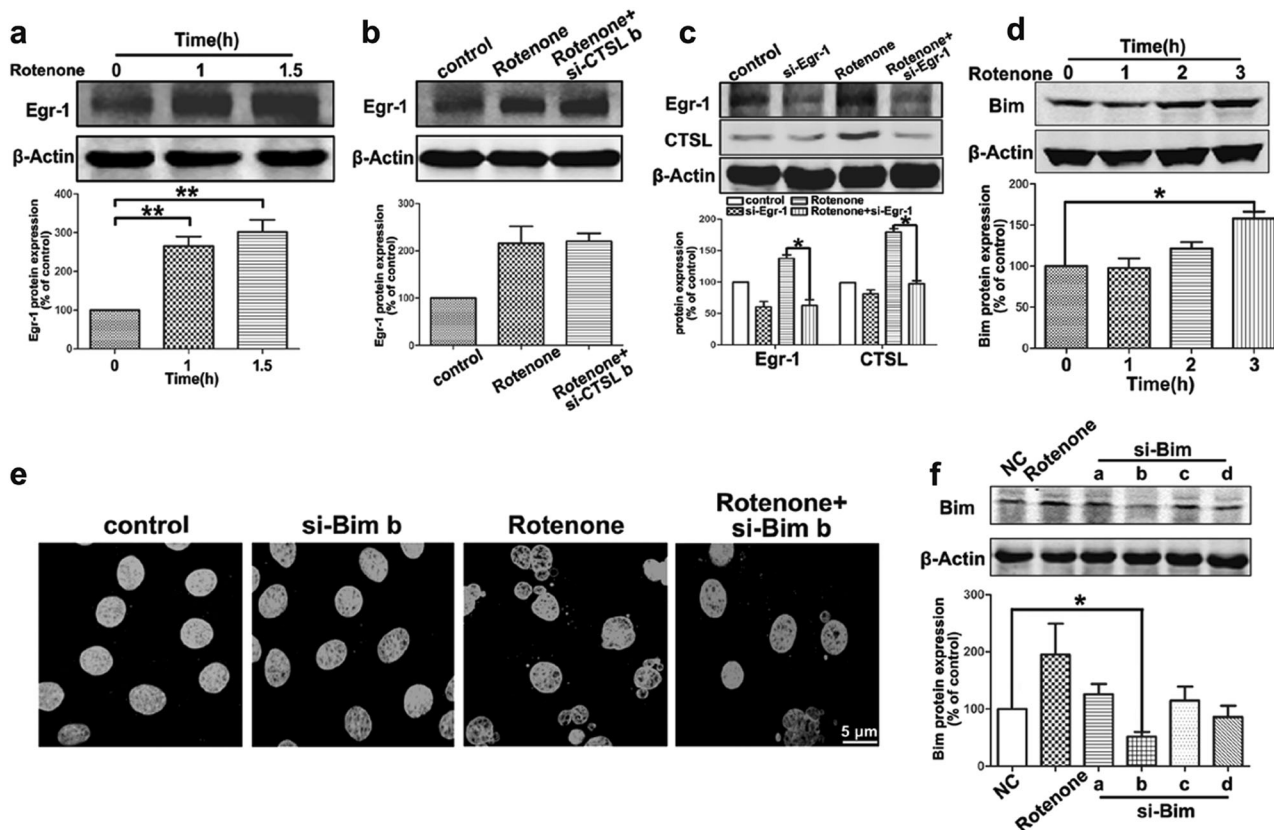 a
Time(h)
Rotenone 0 1 1.5
Egr-1
β-Actin
** **
Egr-1 protein expression
(% of control)
400
300
200
100
0
0 1 1.5
Time(h)
b
control Rotenone Rotenone+
si-CTSL b
Egr-1
β-Actin
Egr-1 protein expression
(% of control)
300
200
100
0
control Rotenone Rotenone+
si-CTSL b
c
control si-Egr-1 Rotenone Rotenone+
si-Egr-1
Egr-1
CTSL
β-Actin
control Rotenone
si-Egr-1 Rotenone+si-Egr-1
* *
protein expression
(% of control)
200
150
100
50
0
Egr-1 CTSL
d
Time(h)
Rotenone 0 1 2 3
Bim
β-Actin
*
Bim protein expression
(% of control)
200
150
100
50
0
0 1 2 3
Time(h)
e
control si-Bim b Rotenone Rotenone+
si-Bim b
5 μm
f
NC Rotenone si-Bim
a b c d
Bim
β-Actin
*
Bim protein expression
(% of control)
300
200
100
0
NC Rotenone a b c d
si-Bim